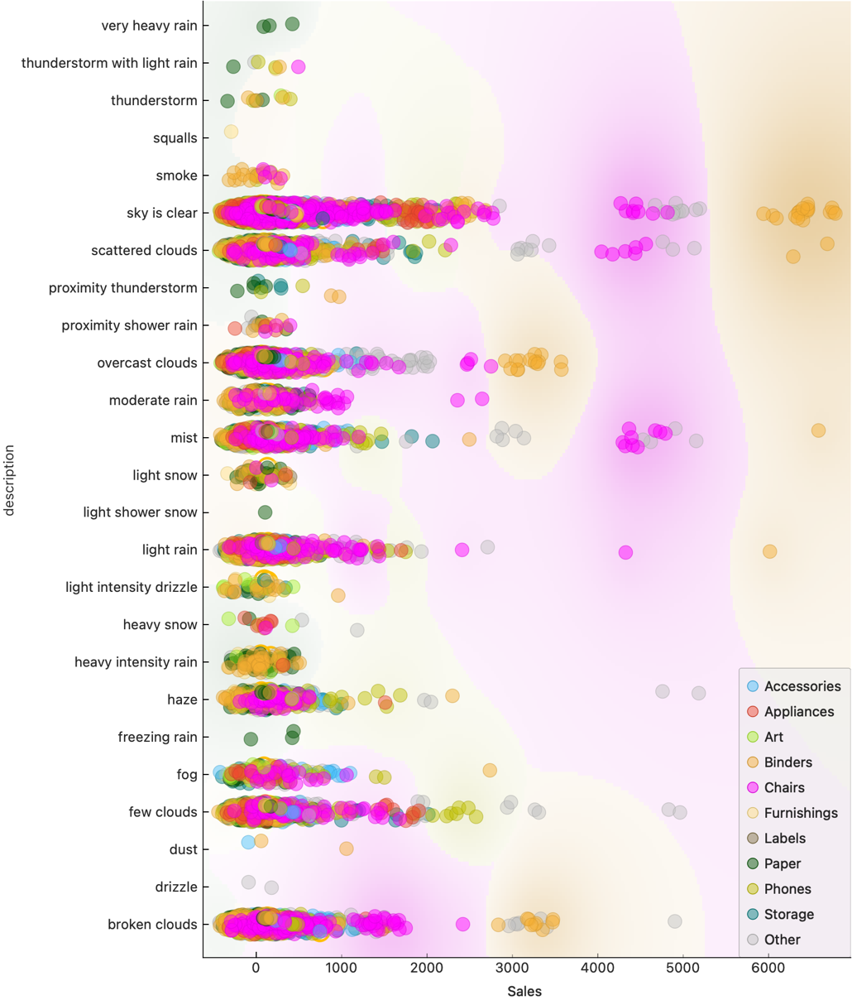 very heavy rain
thunderstorm with light rain
thunderstorm
squalls
smoke
sky is clear
scattered clouds
proximity thunderstorm
proximity shower rain
overcast clouds
moderate rain
mist
description
light snow
light shower snow
light rain
light intensity drizzle
heavy snow
heavy intensity rain
haze
freezing rain
fog
few clouds
dust
drizzle
broken clouds
Accessories
Appliances
Art
Binders
Chairs
Furnishings
Labels
Paper
Phones
Storage
Other
0 1000 2000 3000 4000 5000 6000
Sales